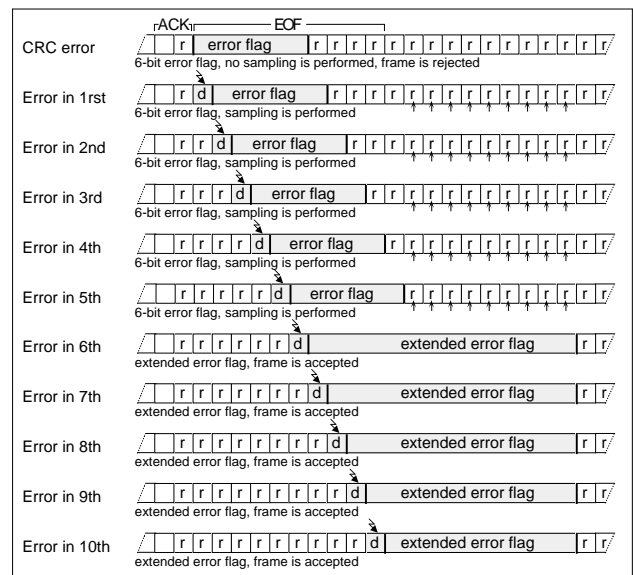 ACK EOF
CRC error r error flag r r r r r r r r r r r r r r r r
6-bit error flag, no sampling is performed, frame is rejected
Error in 1rst r d error flag r r r r r r r r r r r r r r r
6-bit error flag, sampling is performed
Error in 2nd r r d error flag r r r r r r r r r r r r r r
6-bit error flag, sampling is performed
Error in 3rd r r r d error flag r r r r r r r r r r r r r
6-bit error flag, sampling is performed
Error in 4th r r r r d error flag r r r r r r r r r r r r
6-bit error flag, sampling is performed
Error in 5th r r r r r d error flag r r r r r r r r r r r
6-bit error flag, sampling is performed
Error in 6th r r r r r r d extended error flag r r
extended error flag, frame is accepted
Error in 7th r r r r r r r d extended error flag r r
extended error flag, frame is accepted
Error in 8th r r r r r r r r d extended error flag r r
extended error flag, frame is accepted
Error in 9th r r r r r r r r r d extended error flag r r
extended error flag, frame is accepted
Error in 10th r r r r r r r r r r d extended error flag r r
extended error flag, frame is accepted